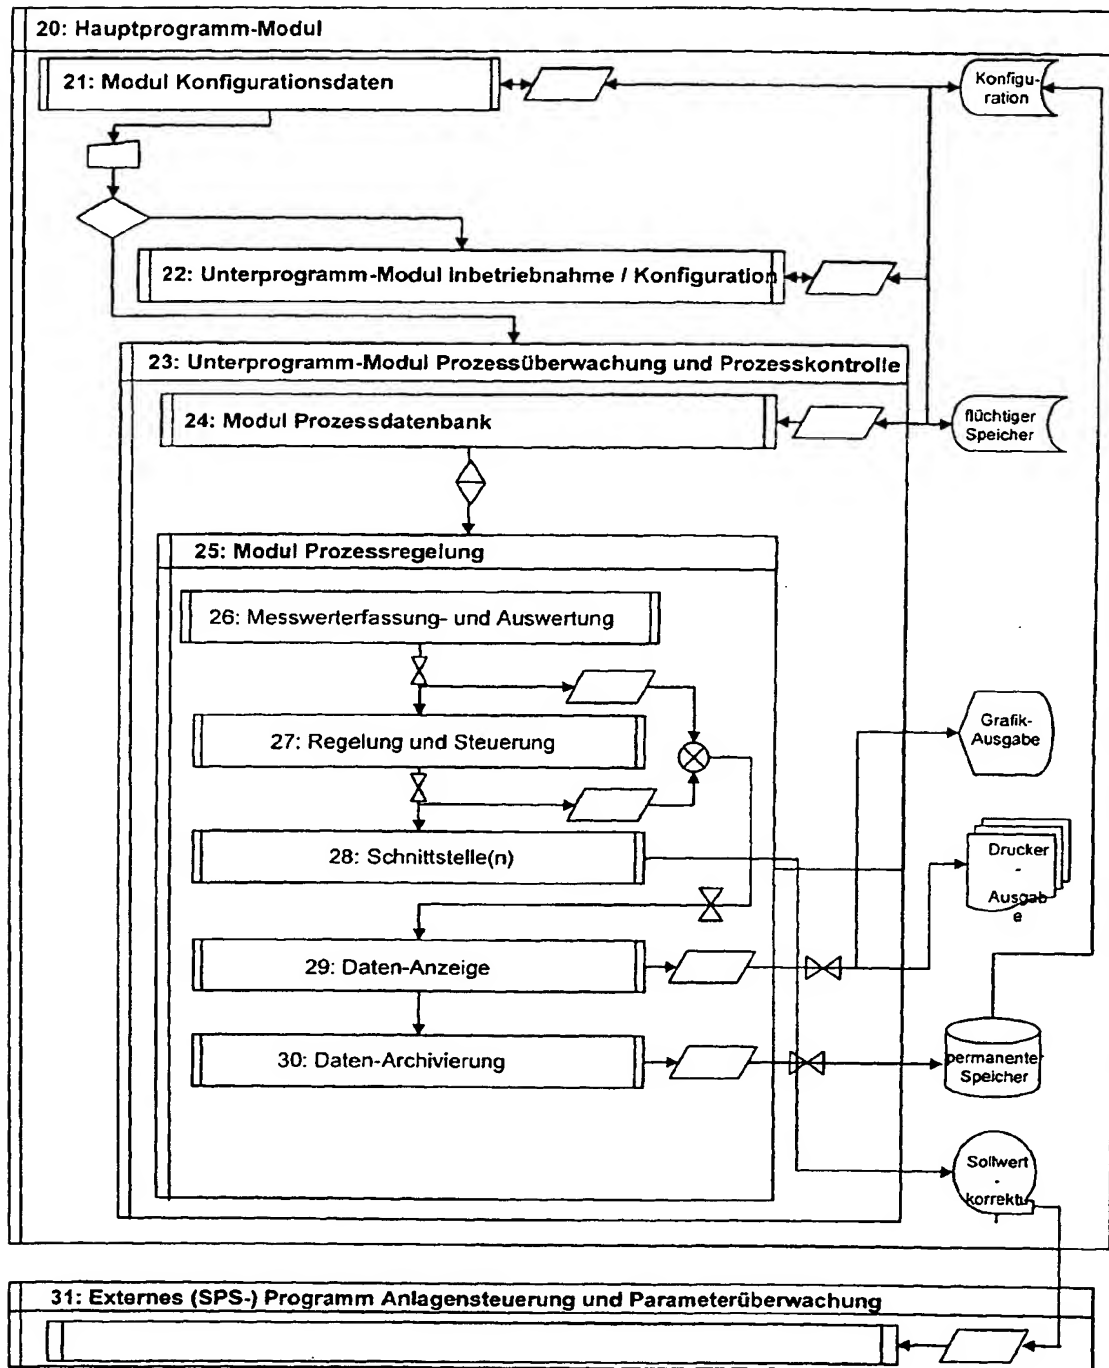 20: Hauptprogramm-Modul
21: Modul Konfigurationsdaten
Konfigu-
ration
22: Unterprogramm-Modul Inbetriebnahme / Konfiguration
23: Unterprogramm-Modul Prozessüberwachung und Prozesskontrolle
24: Modul Prozessdatenbank
flüchtiger
Speicher
25: Modul Prozessregelung
26: Messwerterfassung- und Auswertung
27: Regelung und Steuerung
Grafik-
Ausgabe
28: Schnittstelle(n)
Drucker
-
Ausgab
e
29: Daten-Anzeige
30: Daten-Archivierung
permanenter
Speicher
Sollwert
-
korrektu
31: Externes (SPS-) Programm Anlagensteuerung und Parameterüberwachung